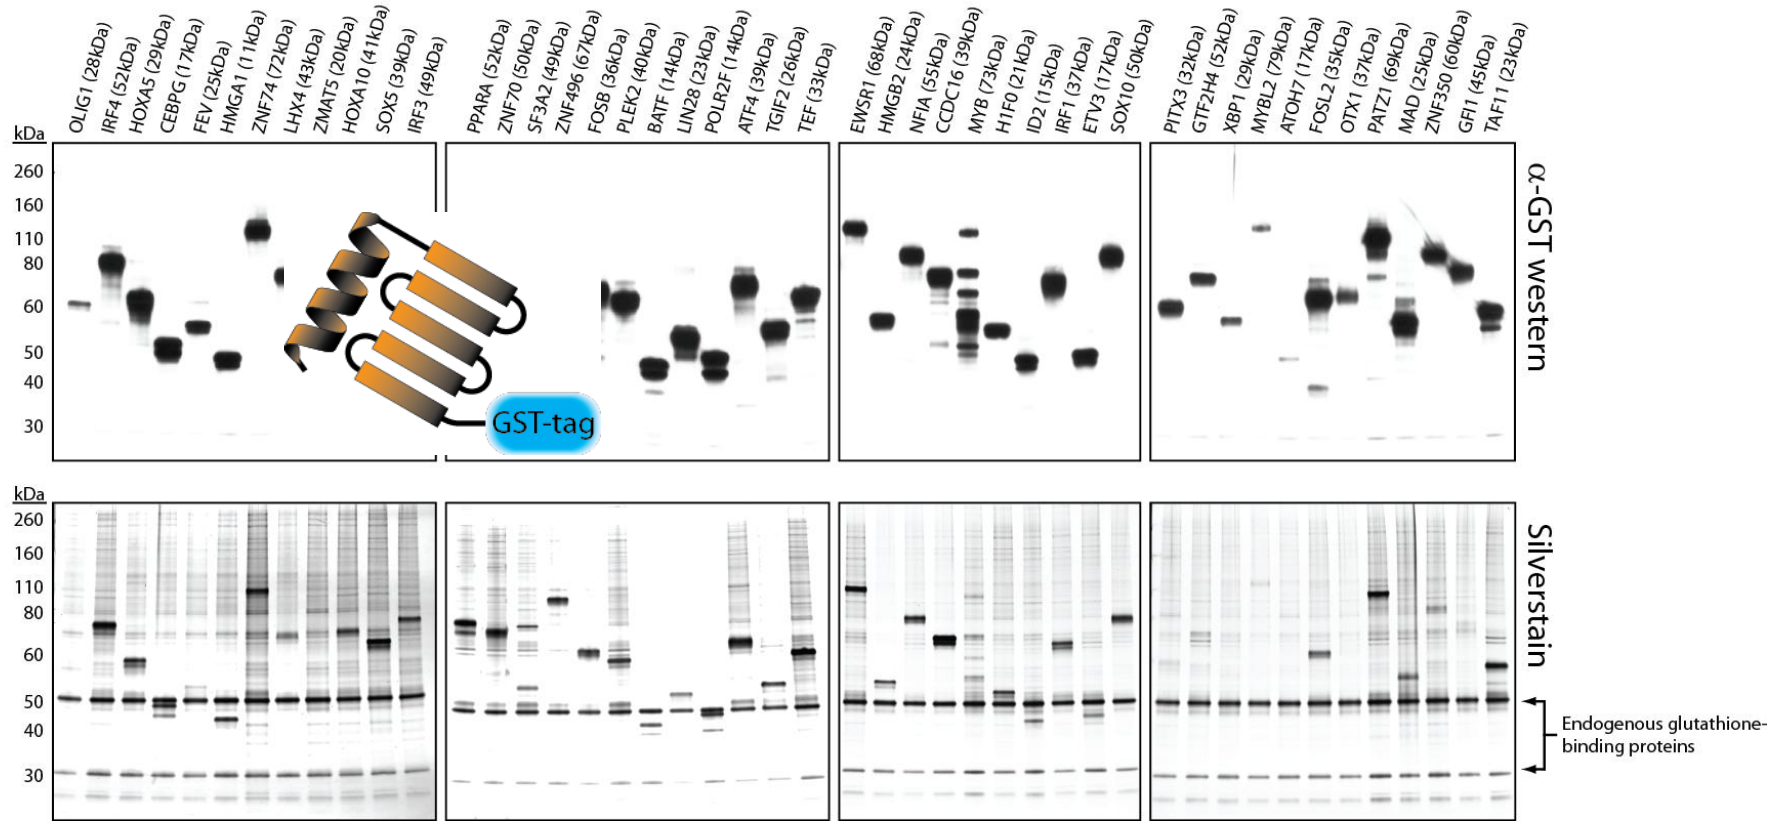 OLIG1 (28kDa)
IRF4 (52kDa)
HOXA5 (29kDa)
CEBPG (17kDa)
FEV (25kDa)
HMGA1 (11kDa)
ZNF74 (72kDa)
LHX4 (43kDa)
ZMAT5 (20kDa)
HOXA10 (41kDa)
SOX5 (39kDa)
IRF3 (49kDa)
PPARA (52kDa)
ZNF70 (50kDa)
SF3A2 (49kDa)
ZNF496 (67kDa)
FOSB (36kDa)
PLEK2 (40kDa)
BATF (14kDa)
LIN28 (23kDa)
POLR2F (14kDa)
ATF4 (39kDa)
TGIF2 (26kDa)
TEF (33kDa)
EWSR1 (68kDa)
HMGB2 (24kDa)
NFIA (55kDa)
CCDC16 (39kDa)
MYB (73kDa)
H1F0 (21kDa)
ID2 (15kDa)
IRF1 (37kDa)
ETV3 (17kDa)
SOX10 (50kDa)
PITX3 (32kDa)
GTF2H4 (52kDa)
XBP1 (29kDa)
MYBL2 (79kDa)
ATOH7 (17kDa)
FOSL2 (35kDa)
OTX1 (37kDa)
PATZ1 (69kDa)
MAD (25kDa)
ZNF350 (60kDa)
GFI1 (45kDa)
TAF11 (23kDa)
kDa
260
160
110
80
60
50
40
30
GST-tag
α-GST western
kDa
260
160
110
80
60
50
40
30
Silverstain
Endogenous glutathione-
binding proteins